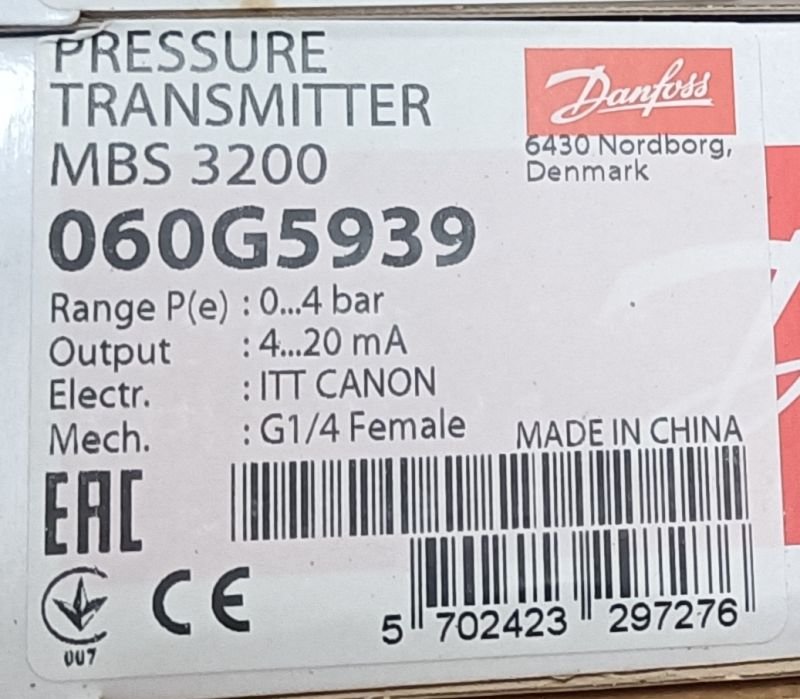 PRESSURE
TRANSMITTER
MBS 3200
060G5939
Danfoss
6430 Nordborg,
Denmark
Range P(e) : 0...4 bar
Output : 4...20 mA
Electr. : ITT CANON
Mech. : G1/4 Female
MADE IN CHINA
EAC
CE
007
5 702423 297276